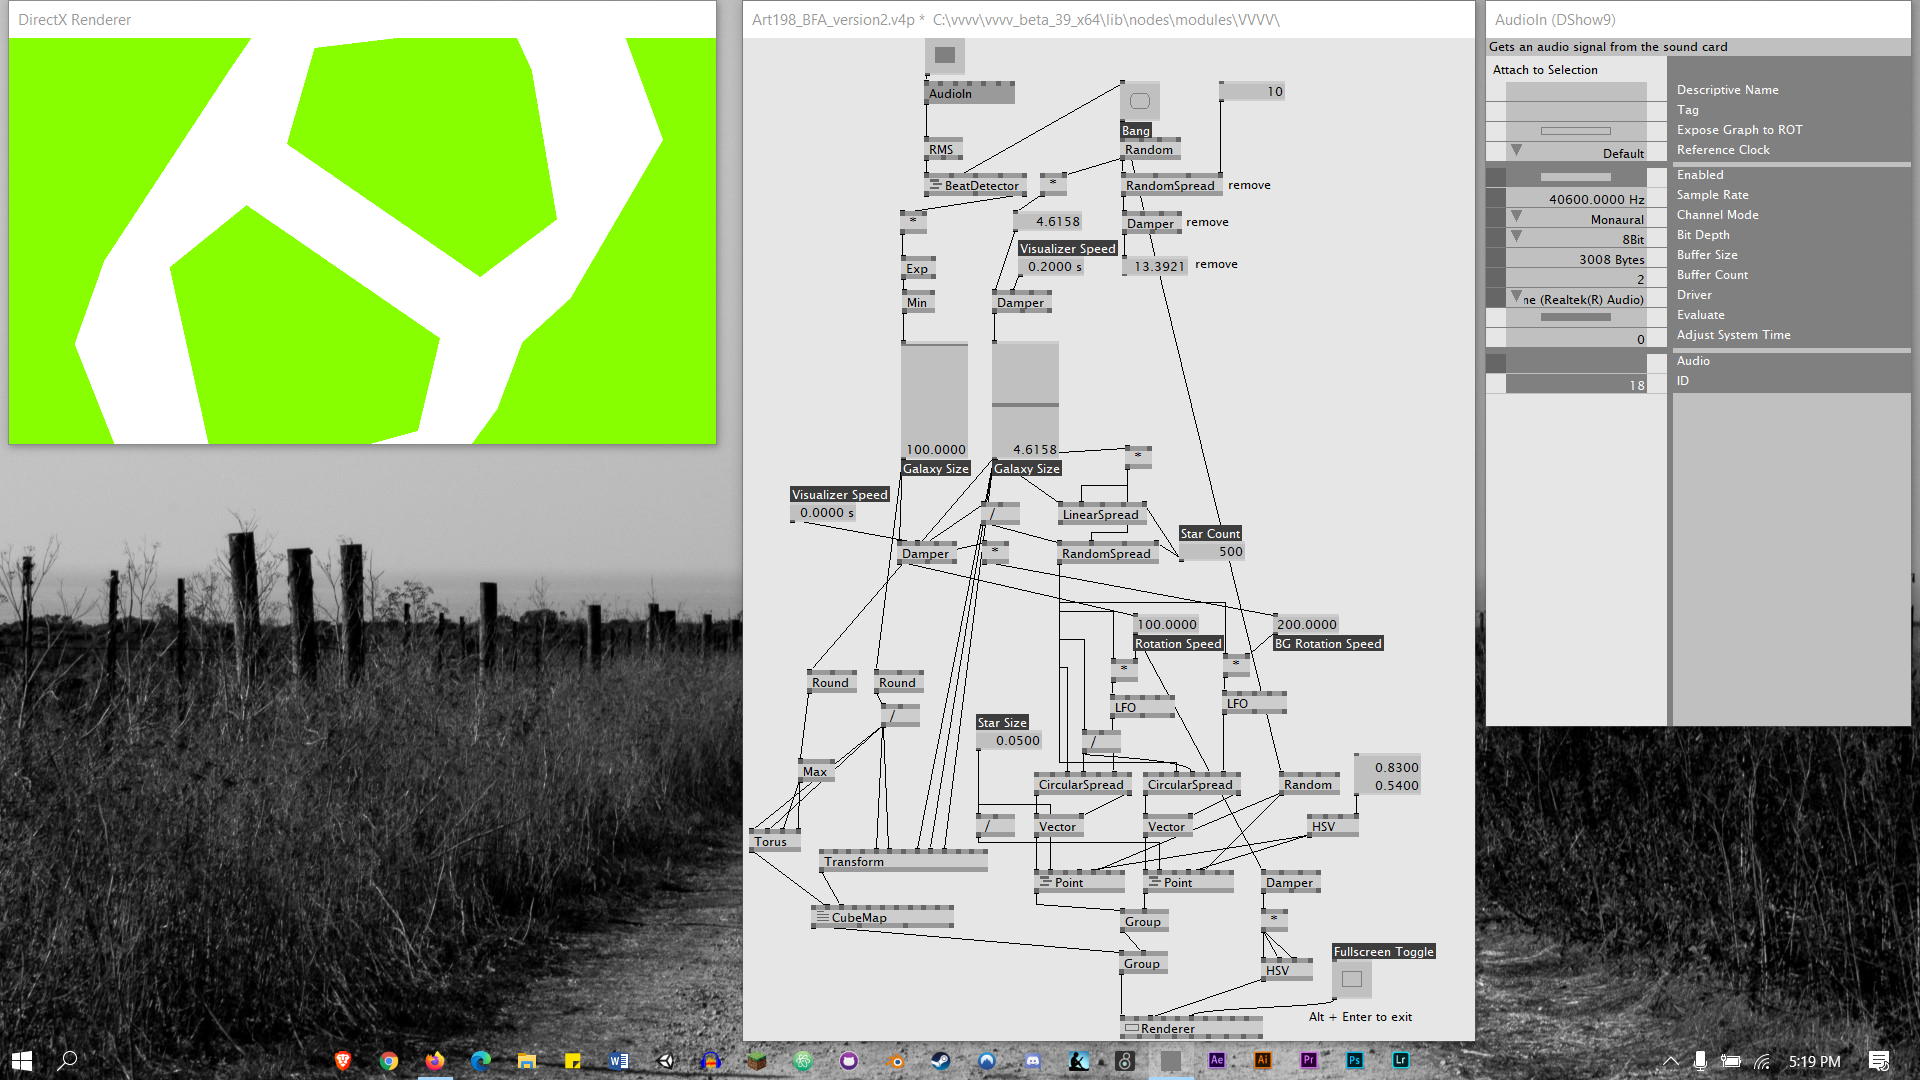 DirectX Renderer
Art198_BFA_version2.v4p *  C:\vvvv\vvvv_beta_39_x64\lib\nodes\modules\VVVV\
AudioIn
10
Bang
RMS
Random
BeatDetector
*
RandomSpread
remove
*
4.6158
Damper
remove
Visualizer Speed
Exp
0.2000 s
13.3921
remove
Min
Damper
100.0000
4.6158
*
Galaxy Size
Galaxy Size
Visualizer Speed
0.0000 s
/
LinearSpread
Star Count
500
Damper
*
RandomSpread
100.0000
200.0000
Rotation Speed
BG Rotation Speed
*
*
Round
Round
LFO
LFO
/
Star Size
0.0500
/
Max
0.8300
0.5400
CircularSpread
CircularSpread
Random
/
Vector
Vector
HSV
Torus
Transform
Point
Point
Damper
CubeMap
Group
*
Fullscreen Toggle
Group
HSV
Alt + Enter to exit
Renderer
AudioIn (DShow9)
Gets an audio signal from the sound card
Attach to Selection
Descriptive Name
Tag
Expose Graph to ROT
Default
Reference Clock
Enabled
40600.0000 Hz
Sample Rate
Monaural
Channel Mode
8Bit
Bit Depth
3008 Bytes
Buffer Size
2
Buffer Count
ne (Realtek(R) Audio)
Driver
Evaluate
0
Adjust System Time
Audio
18
ID
Ae
Ai
Pr
Ps
Lr
5:19 PM